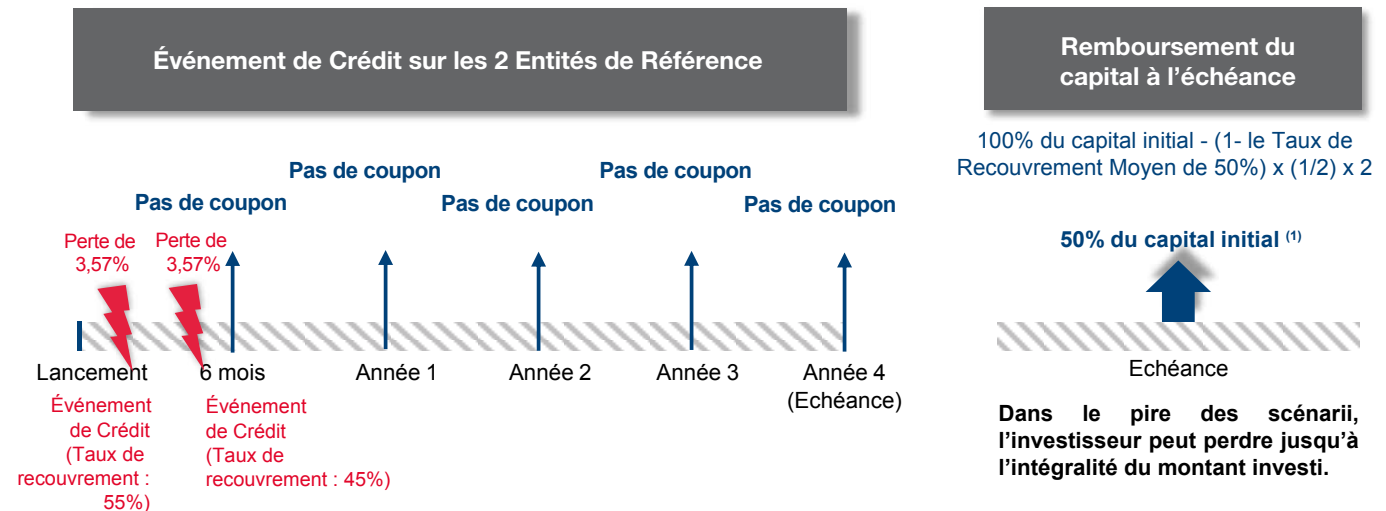 Événement de Crédit sur les 2 Entités de Référence
Remboursement du
capital à l'échéance
100% du capital initial - (1- le Taux de
Recouvrement Moyen de 50%) x (1/2) x 2
Pas de coupon
Pas de coupon
Pas de coupon
Pas de coupon
Pas de coupon
Perte de
3,57%
Perte de
3,57%
50% du capital initial (1)
Lancement
6 mois
Année 1
Année 2
Année 3
Année 4
(Echéance)
Echéance
Événement
de Crédit
(Taux de
recouvrement :
55%)
Événement
de Crédit
(Taux de
recouvrement : 45%)
Dans le pire des scénarii,
l'investisseur peut perdre jusqu'à
l'intégralité du montant investi.